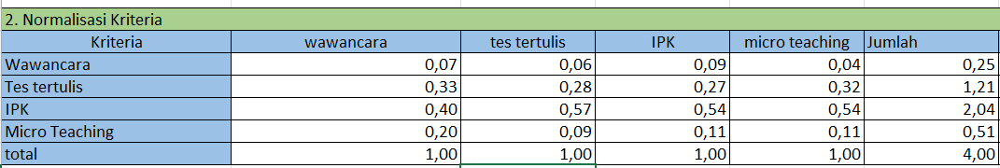 2. Normalisasi Kriteria
Kriteria wawancara tes tertulis IPK micro teaching Jumlah
Wawancara 0,07 0,06 0,09 0,04 0,25
Tes tertulis 0,33 0,28 0,27 0,32 1,21
IPK 0,40 0,57 0,54 0,54 2,04
Micro Teaching 0,20 0,09 0,11 0,11 0,51
total 1,00 1,00 1,00 1,00 4,00